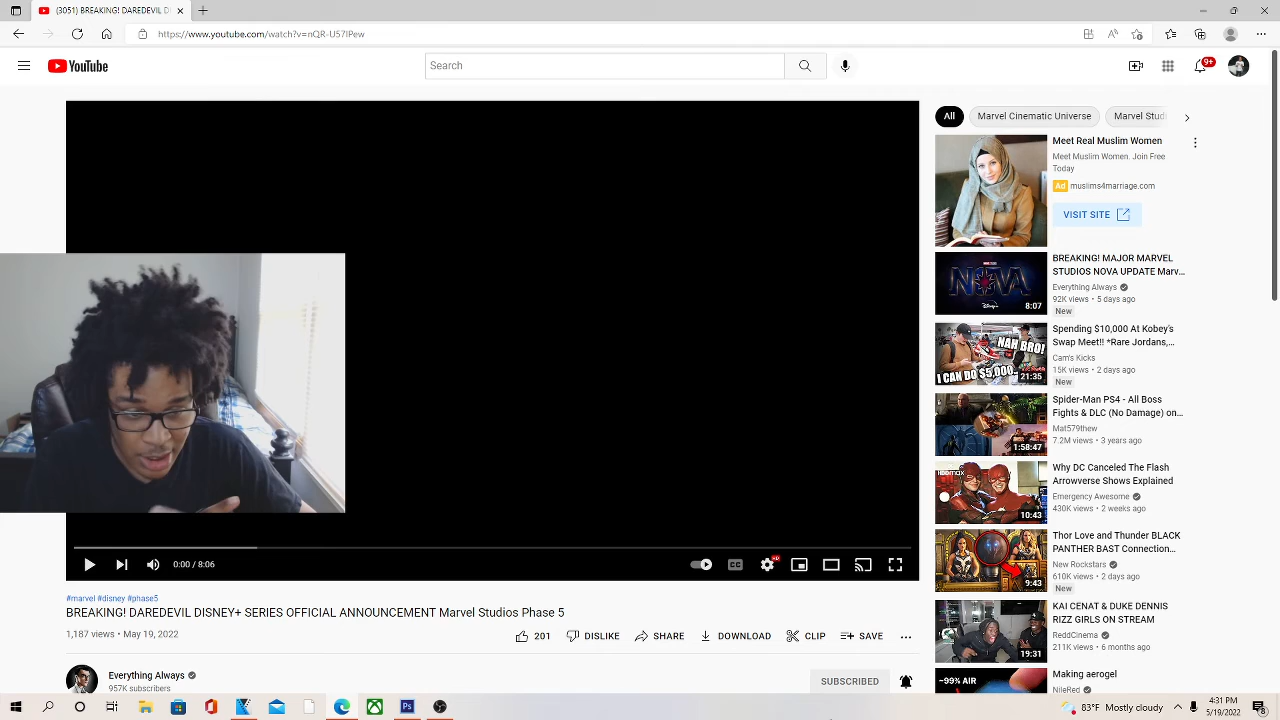 (3051) BREAKING! DAREDEVIL DI
https://www.youtube.com/watch?v=nQR-U57IPew
YouTube
Search
9+
All
Marvel Cinematic Universe
Marvel Studi
Meet Real Muslim Women
Meet Muslim Women. Join Free
Today
Ad muslims4marriage.com
VISIT SITE
NOVA
Disney+
8:07
BREAKING! MAJOR MARVEL
STUDIOS NOVA UPDATE Marv...
Everything Always
92K views • 5 days ago
New
NAH BRO!
I CAN DO $5,000...
21:35
Spending $10,000 At Kobey's
Swap Meet!! *Rare Jordans,...
Cam's Kicks
15K views • 2 days ago
New
1:58:47
Spider-Man PS4 - All Boss
Fights & DLC (No Damage) on...
Mat579thew
7.2M views • 3 years ago
HBOMAX
10:43
Why DC Canceled The Flash
Arrowverse Shows Explained
Emergency Awesome
430K views • 2 weeks ago
9:43
Thor Love and Thunder BLACK
PANTHER BAST Connection...
New Rockstars
610K views • 2 days ago
New
19:31
KAI CENAT & DUKE DENNIS
RIZZ GIRLS ON STREAM
ReddCinema
211K views • 6 months ago
~99% AIR
Making aerogel
NileRed
0:00 / 8:06
CC
HD
#marvel #disney #phase5
BREAKING! DAREDEVIL DISNEY+ SERIES OFFICIAL ANNOUNCEMENT Marvel Studios Phase 5
1,187 views • May 19, 2022
201
DISLIKE
SHARE
DOWNLOAD
CLIP
SAVE
Everything Always
957K subscribers
SUBSCRIBED
83°F Mostly cloudy
4:31 PM
5/19/2022